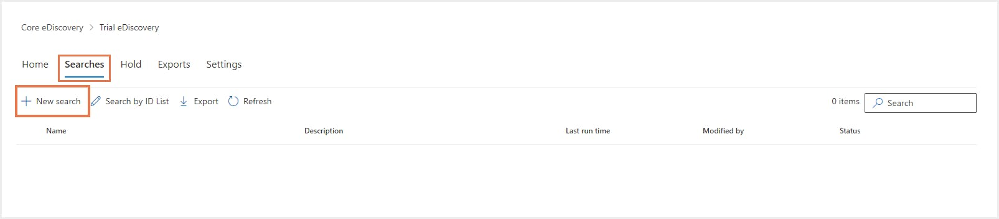 Core eDiscovery > Trial eDiscovery
Home Searches Hold Exports Settings
New search Search by ID List Export Refresh 0 items Search
Name Description Last run time Modified by Status